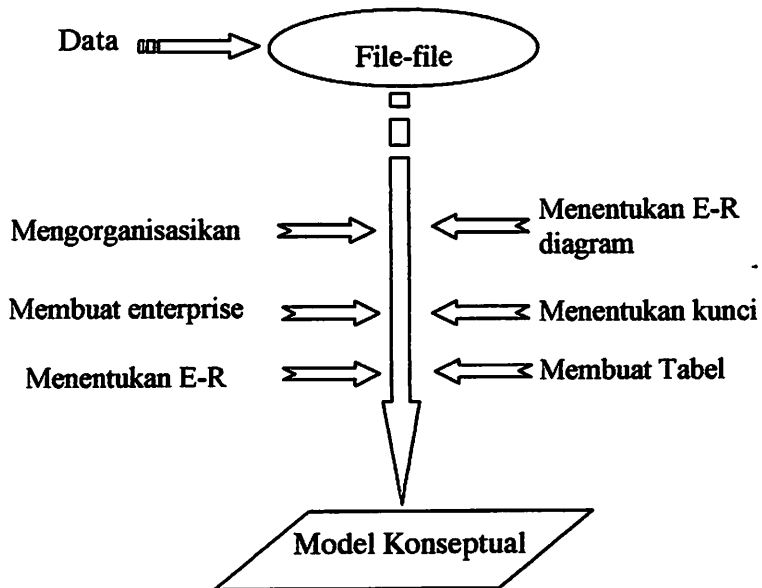 Data
File-file
Mengorganisasikan
Menentukan E-R
diagram
Membuat enterprise
Menentukan kunci
Menentukan E-R
Membuat Tabel
Model Konseptual